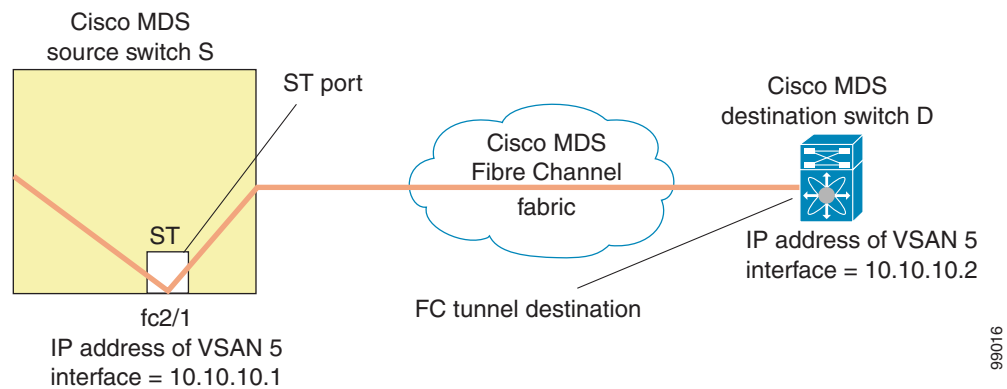 Cisco MDS
source switch S
ST port
Cisco MDS
destination switch D
Cisco MDS
Fibre Channel
fabric
ST
fc2/1
IP address of VSAN 5
interface = 10.10.10.1
FC tunnel destination
IP address of VSAN 5
interface = 10.10.10.2
99016